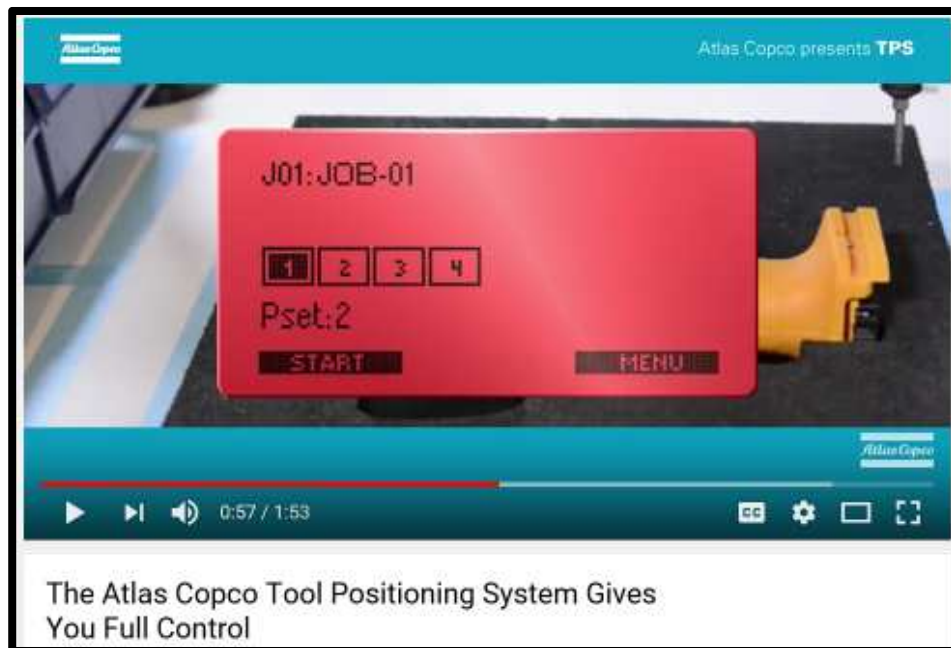 Atlas Copco
Atlas Copco presents TPS
J01:JOB-01
1 2 3 4
Pset:2
START MENU
Atlas Copco
0:57 / 1:53
CC
The Atlas Copco Tool Positioning System Gives
You Full Control